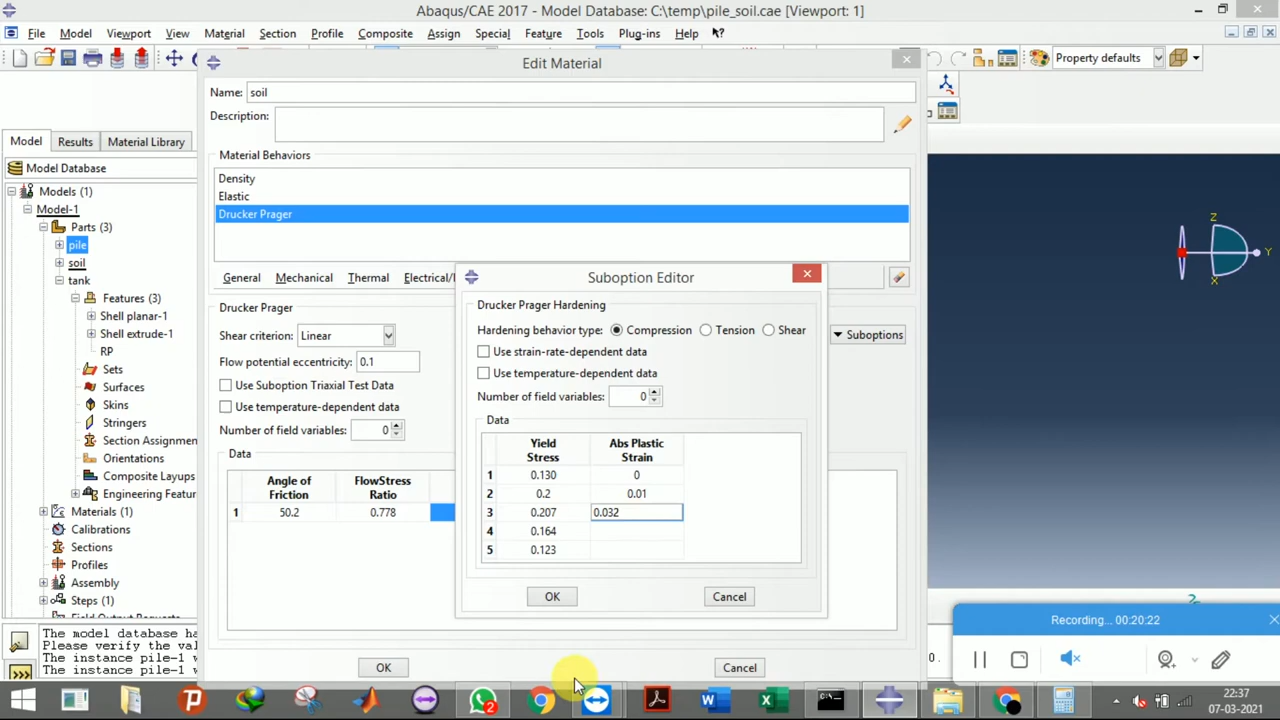 Abaqus/CAE 2017 - Model Database: C:\temp\pile_soil.cae [Viewport: 1]
File Model Viewport View Material Section Profile Composite Assign Special Feature Tools Plug-ins Help
Property defaults
Edit Material
Name: soil
Description:
Model Results Material Library
Material Behaviors
Model Database
Density
Models (1)
Elastic
Model-1
Drucker Prager
Parts (3)
pile
soil
General Mechanical Thermal Electrical/
tank
Features (3)
Shell planar-1
Shell extrude-1
RP
Sets
Surfaces
Skins
Stringers
Section Assignmen
Orientations
Composite Layups
Engineering Featur
Materials (1)
Calibrations
Sections
Profiles
Assembly
Steps (1)
Field Output Requests
Drucker Prager
Shear criterion: Linear
Suboptions
Flow potential eccentricity: 0.1
Use Suboption Triaxial Test Data
Use temperature-dependent data
Number of field variables: 0
Data
Angle of Friction FlowStress Ratio
1 50.2 0.778
OK Cancel
Suboption Editor
Drucker Prager Hardening
Hardening behavior type: Compression Tension Shear
Use strain-rate-dependent data
Use temperature-dependent data
Number of field variables: 0
Data
Yield Stress Abs Plastic Strain
1 0.130 0
2 0.2 0.01
3 0.207 0.032
4 0.164
5 0.123
OK Cancel
Z
Y
X
The model database ha
Please verify the val
The instance pile-1 w
The instance pile-1 w
Recording... 00:20:22
22:37
07-03-2021